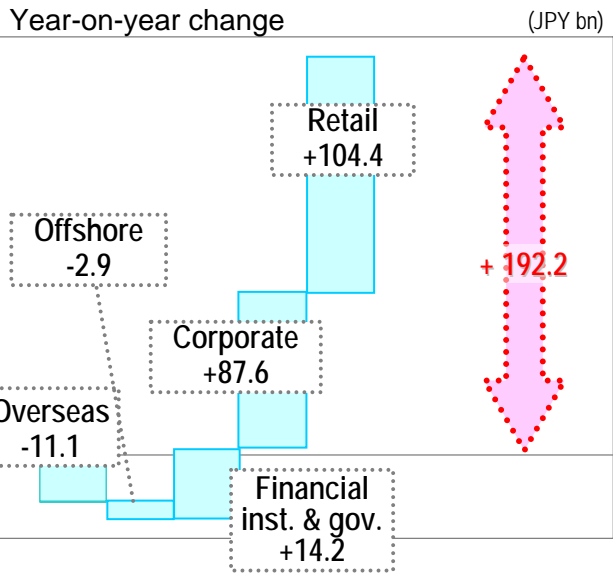 Year-on-year change
(JPY bn)
Retail
+104.4
Offshore
-2.9
+ 192.2
Corporate
+87.6
Overseas
-11.1
Financial
inst. & gov.
+14.2